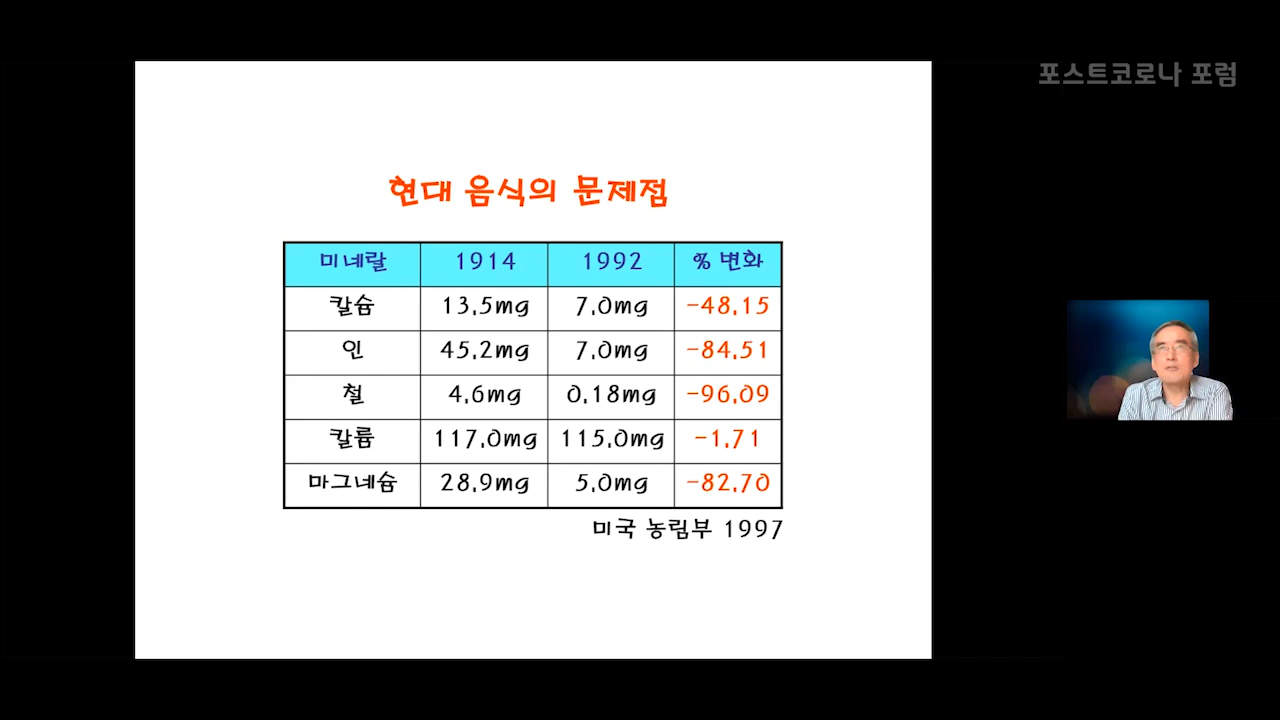 포스트코로나 포럼
현대 음식의 문제점
미네랄 1914 1992 % 변화
칼슘 13.5mg 7.0mg -48.15
인 45.2mg 7.0mg -84.51
철 4.6mg 0.18mg -96.09
칼륨 117.0mg 115.0mg -1.71
마그네슘 28.9mg 5.0mg -82.70
미국 농림부 1997